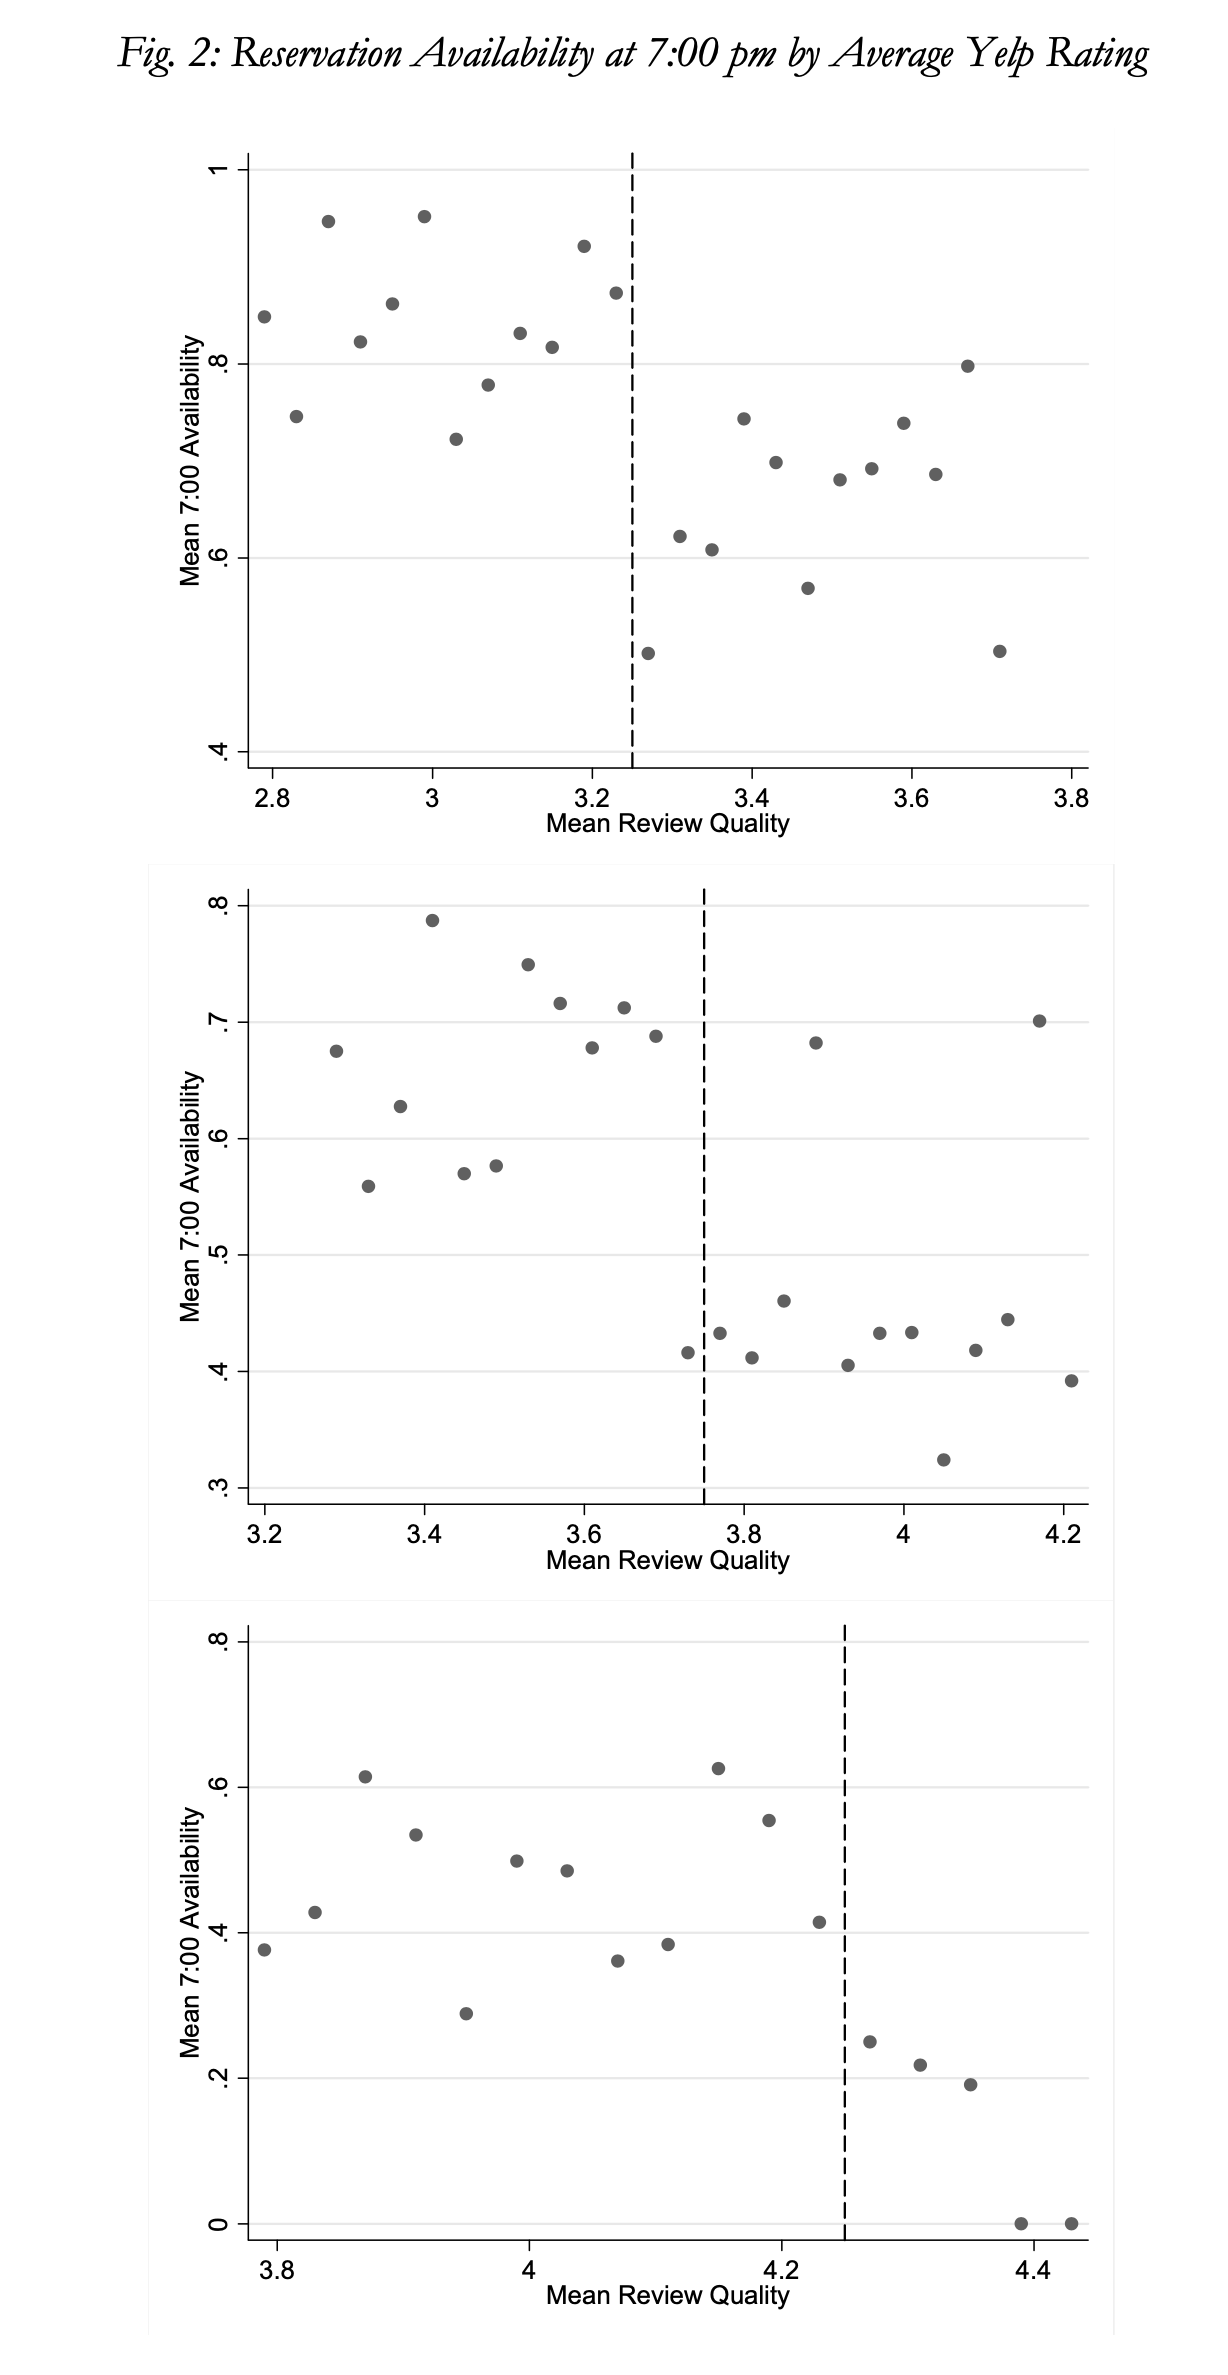 Fig. 2: Reservation Availability at 7:00 pm by Average Yelp Rating
Mean 7:00 Availability
1
.8
.6
.4
2.8 3 3.2 3.4 3.6 3.8
Mean Review Quality
Mean 7:00 Availability
.8
.7
.6
.5
.4
.3
3.2 3.4 3.6 3.8 4 4.2
Mean Review Quality
Mean 7:00 Availability
.8
.6
.4
.2
0
3.8 4 4.2 4.4
Mean Review Quality